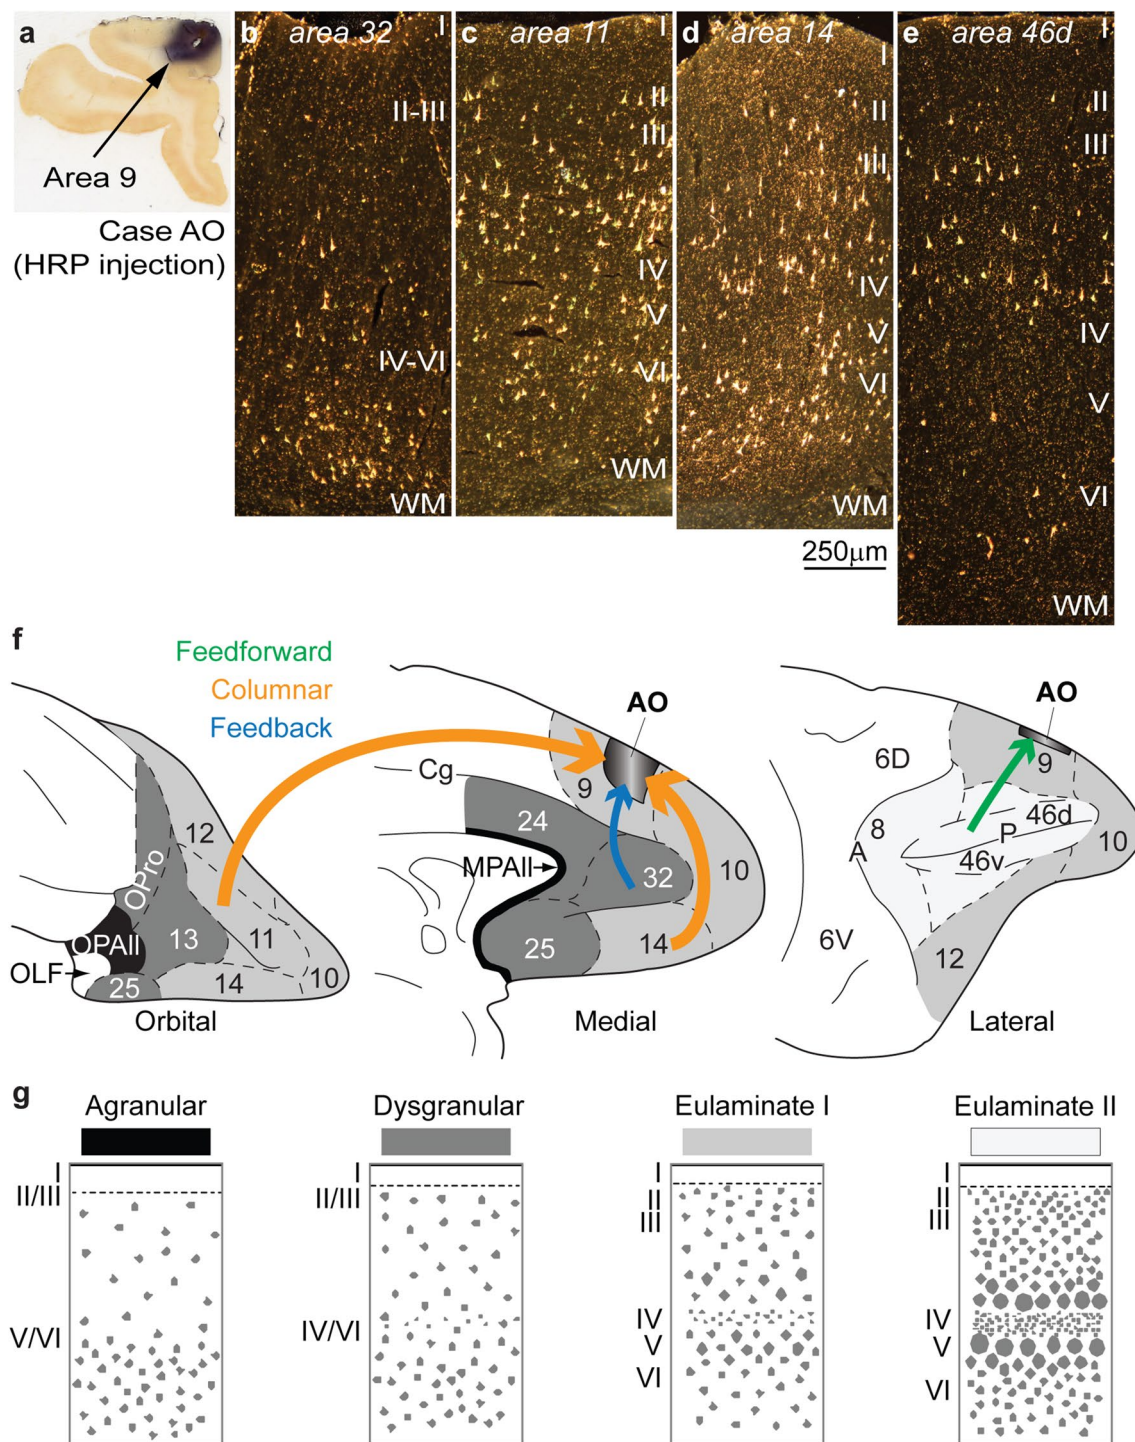 a
Area 9
Case AO
(HRP injection)
b
area 32
I
II-III
IV-VI
WM
c
area 11
I
II
III
IV
V
VI
WM
d
area 14
I
II
III
IV
V
VI
WM
250μm
e
area 46d
I
II
III
IV
V
VI
WM
f
Feedforward
Columnar
Feedback
12
OPro
OPAll
13
11
OLF
25
14
10
Orbital
AO
Cg
9
24
MPAll
32
10
25
14
Medial
AO
6D
9
8
46d
A
P
46v
10
6V
12
Lateral
g
Agranular
I
II/III
V/VI
Dysgranular
I
II/III
IV/VI
Eulaminate I
I
II
III
IV
V
VI
Eulaminate II
I
II
III
IV
V
VI